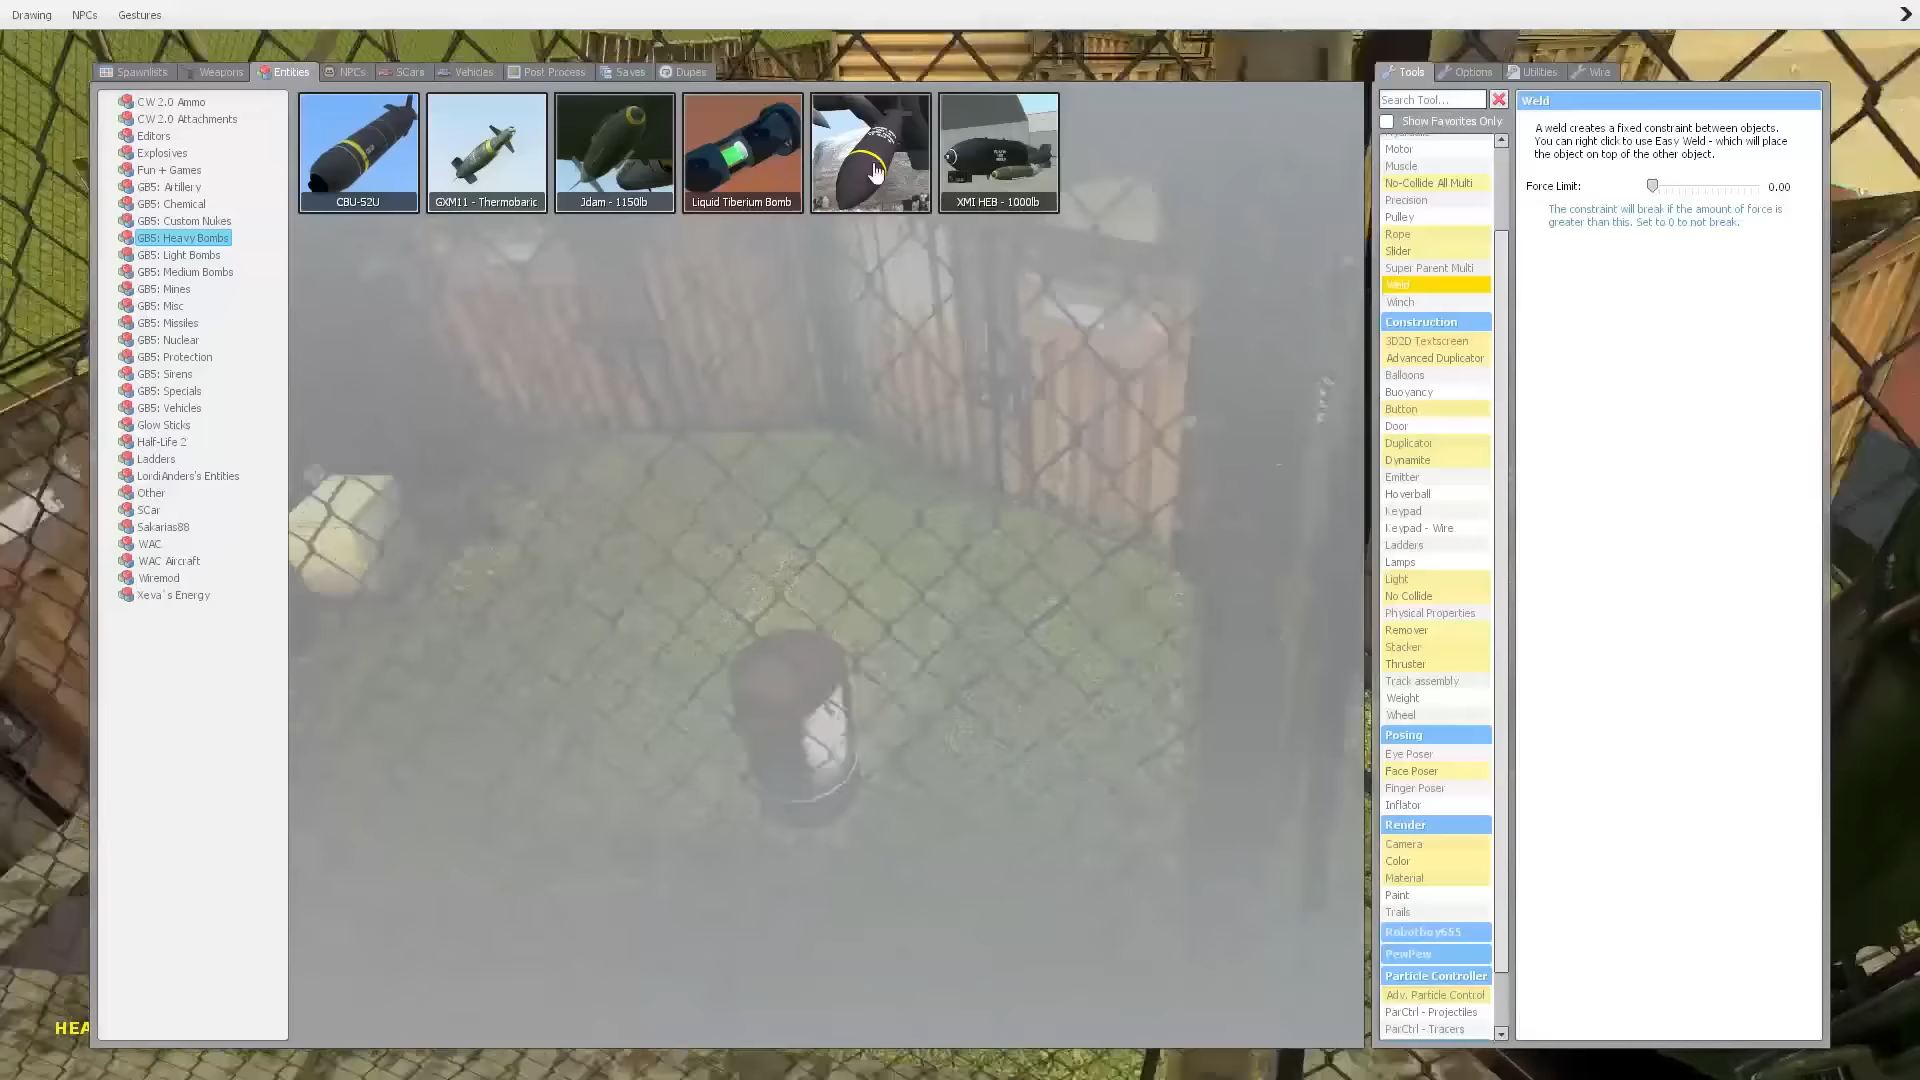 Drawing
NPCs
Gestures
Spawnlists
Weapons
Entities
NPCs
SCars
Vehicles
Post Process
Saves
Dupes
CW 2.0 Ammo
CW 2.0 Attachments
Editors
Explosives
Fun + Games
GB5: Artillery
GB5: Chemical
GB5: Custom Nukes
GB5: Heavy Bombs
GB5: Light Bombs
GB5: Medium Bombs
GB5: Mines
GB5: Misc
GB5: Missiles
GB5: Nuclear
GB5: Protection
GB5: Sirens
GB5: Specials
GB5: Vehicles
Glow Sticks
Half-Life 2
Ladders
LordiAnders's Entities
Other
SCar
Sakarias88
WAC
WAC Aircraft
Wiremod
Xeva's Energy
CBU-52U
GXM11 - Thermobaric
Jdam - 1150lb
Liquid Tiberium Bomb
XMI HEB - 1000lb
HEA
Tools
Options
Utilities
Wire
Search Tool...
Show Favorites Only
Motor
Muscle
No-Collide All Multi
Precision
Pulley
Rope
Slider
Super Parent Multi
Weld
Winch
Construction
3D2D Textscreen
Advanced Duplicator
Balloons
Buoyancy
Button
Door
Duplicator
Dynamite
Emitter
Hoverball
Keypad
Keypad - Wire
Ladders
Lamps
Light
No Collide
Physical Properties
Remover
Stacker
Thruster
Track assembly
Weight
Wheel
Posing
Eye Poser
Face Poser
Finger Poser
Inflator
Render
Camera
Color
Material
Paint
Trails
Robotboy655
PewPew
Particle Controller
Adv. Particle Control
ParCtrl - Projectiles
ParCtrl - Tracers
Weld
A weld creates a fixed constraint between objects.
You can right click to use Easy Weld - which will place
the object on top of the other object.
Force Limit:
0.00
The constraint will break if the amount of force is
greater than this. Set to 0 to not break.